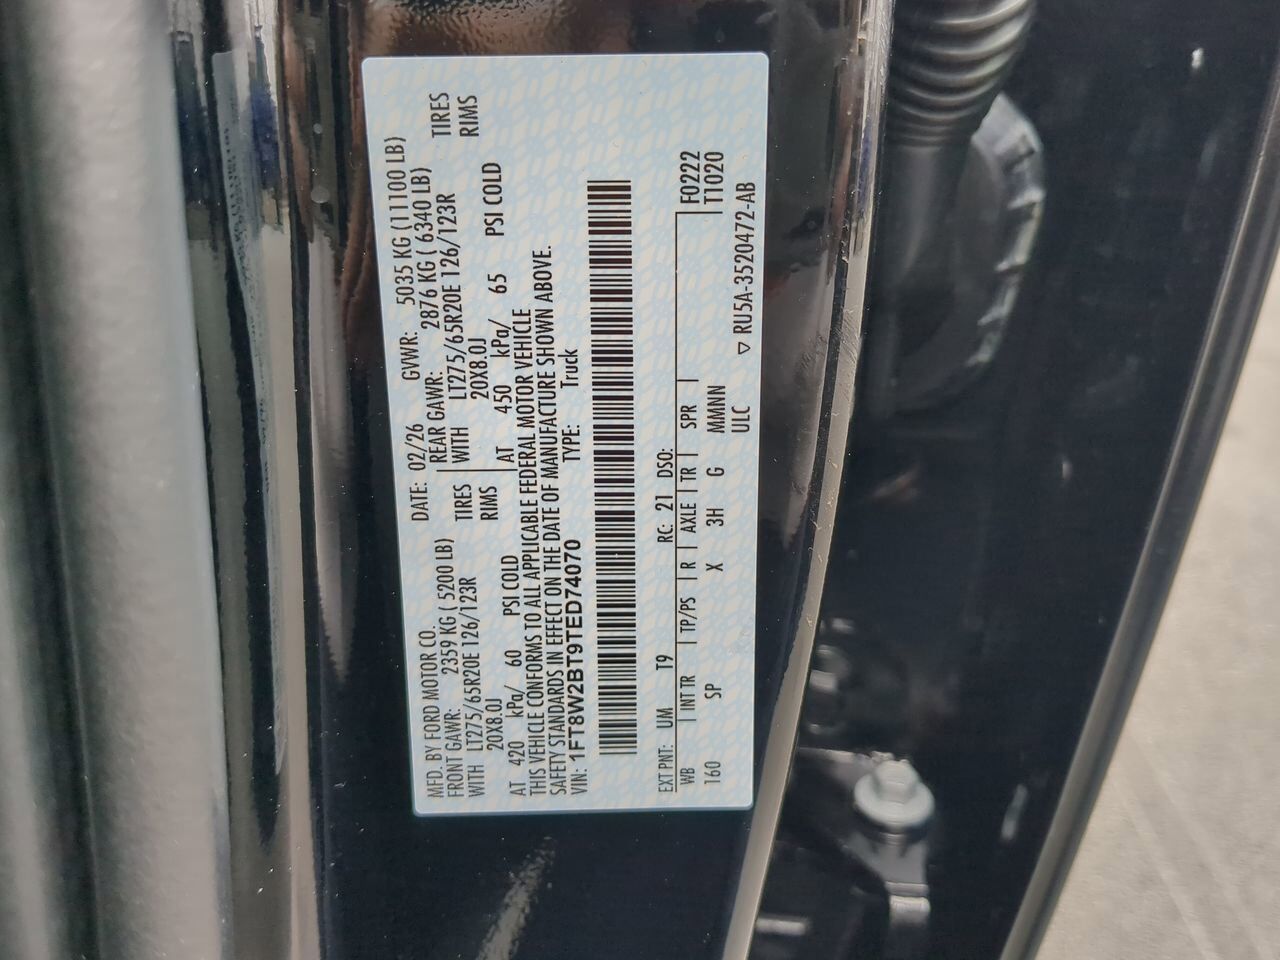 MFD. BY FORD MOTOR CO.
DATE: 02/26 GVWR: 5035 KG (11100 LB)
FRONT GAWR: 2359 KG ( 5200 LB) REAR GAWR: 2876 KG ( 6340 LB)
WITH LT275/65R20E 126/123R TIRES WITH LT275/65R20E 126/123R TIRES
20X8.0J RIMS 20X8.0J RIMS
AT 420 kPa/ 60 PSI COLD AT 450 kPa/ 65 PSI COLD
THIS VEHICLE CONFORMS TO ALL APPLICABLE FEDERAL MOTOR VEHICLE
SAFETY STANDARDS IN EFFECT ON THE DATE OF MANUFACTURE SHOWN ABOVE.
VIN: 1FT8W2BT9TED74070 TYPE: Truck
EXT PNT: UM T9 RC: 21 DSO: F0222
WB INT TR TP/PS R AXLE TR SPR T1020
160 SP X 3H G MMNN
ULC ▽ RU5A-3520472-AB